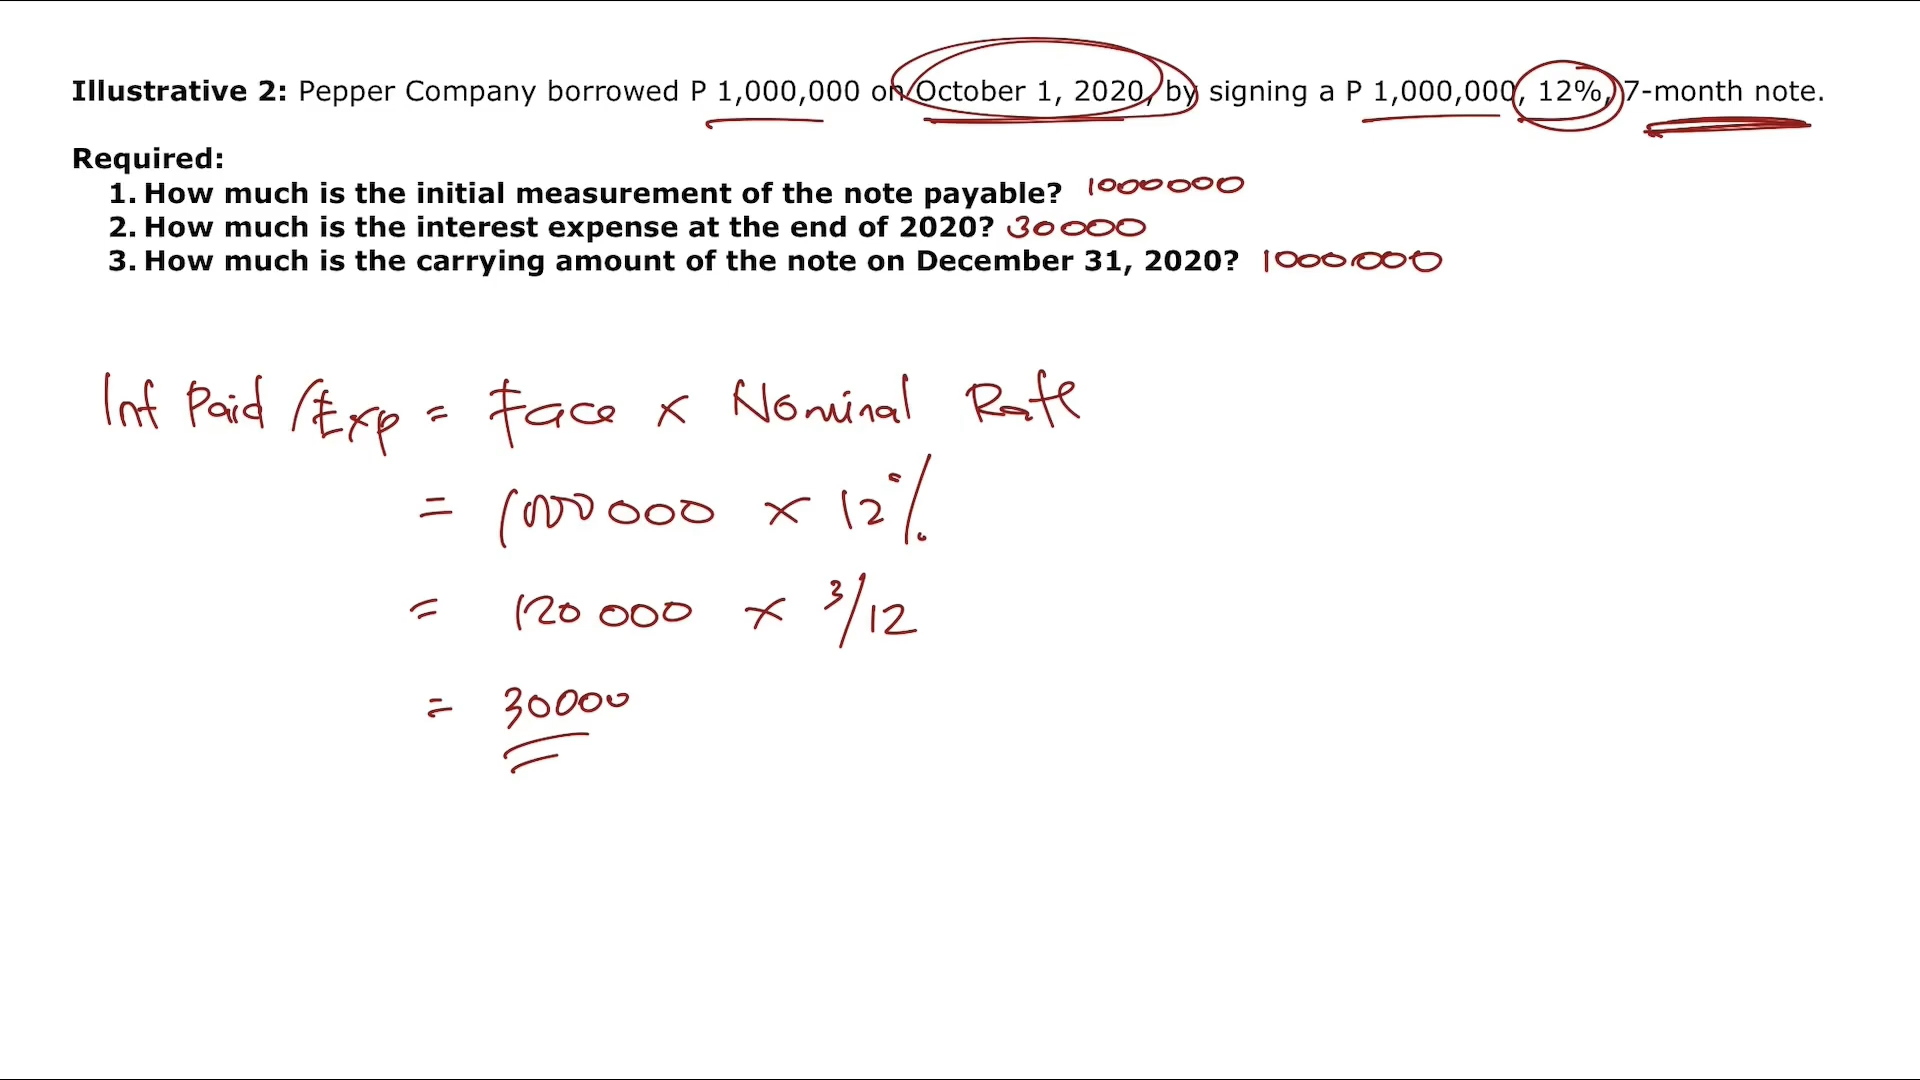 Illustrative 2: Pepper Company borrowed P 1,000,000 on October 1, 2020, by signing a P 1,000,000, 12%, 7-month note.
Required:
1. How much is the initial measurement of the note payable? 1000000
2. How much is the interest expense at the end of 2020? 30000
3. How much is the carrying amount of the note on December 31, 2020? 1000000
Int Paid / Exp = Face x Nominal Rate
= 1000000 x 12%
= 120000 x 3/12
= 30000